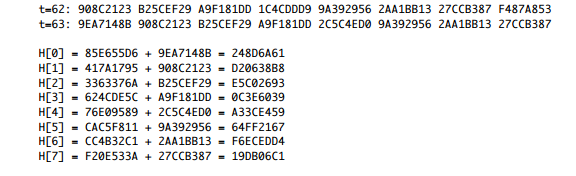 t=62: 908C2123 B25CEF29 A9F181DD 1C4CDDD9 9A392956 2AA1BB13 27CCB387 F487A853
t=63: 9EA7148B 908C2123 B25CEF29 A9F181DD 2C5C4ED0 9A392956 2AA1BB13 27CCB387
H[0] = 85E655D6 + 9EA7148B = 248D6A61
H[1] = 417A1795 + 908C2123 = D20638B8
H[2] = 3363376A + B25CEF29 = E5C02693
H[3] = 624CDE5C + A9F181DD = 0C3E6039
H[4] = 76E09589 + 2C5C4ED0 = A33CE459
H[5] = CAC5F811 + 9A392956 = 64FF2167
H[6] = CC4B32C1 + 2AA1BB13 = F6ECEDD4
H[7] = F20E533A + 27CCB387 = 19DB06C1